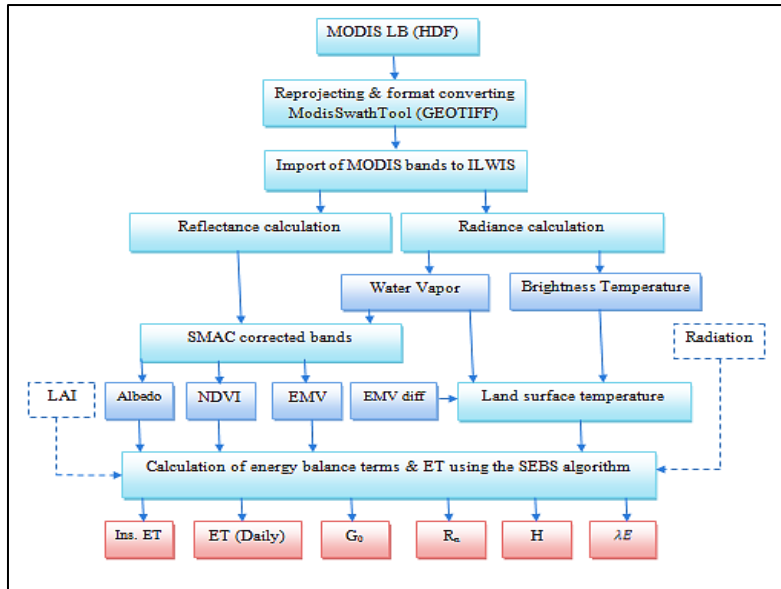 MODIS LB (HDF)
Reprojecting & format converting
ModisSwathTool (GEOTIFF)
Import of MODIS bands to ILWIS
Reflectance calculation
Radiance calculation
Water Vapor
Brightness Temperature
SMAC corrected bands
Radiation
LAI
Albedo
NDVI
EMV
EMV diff
Land surface temperature
Calculation of energy balance terms & ET using the SEBS algorithm
Ins. ET
ET (Daily)
G₀
Rₙ
H
λE